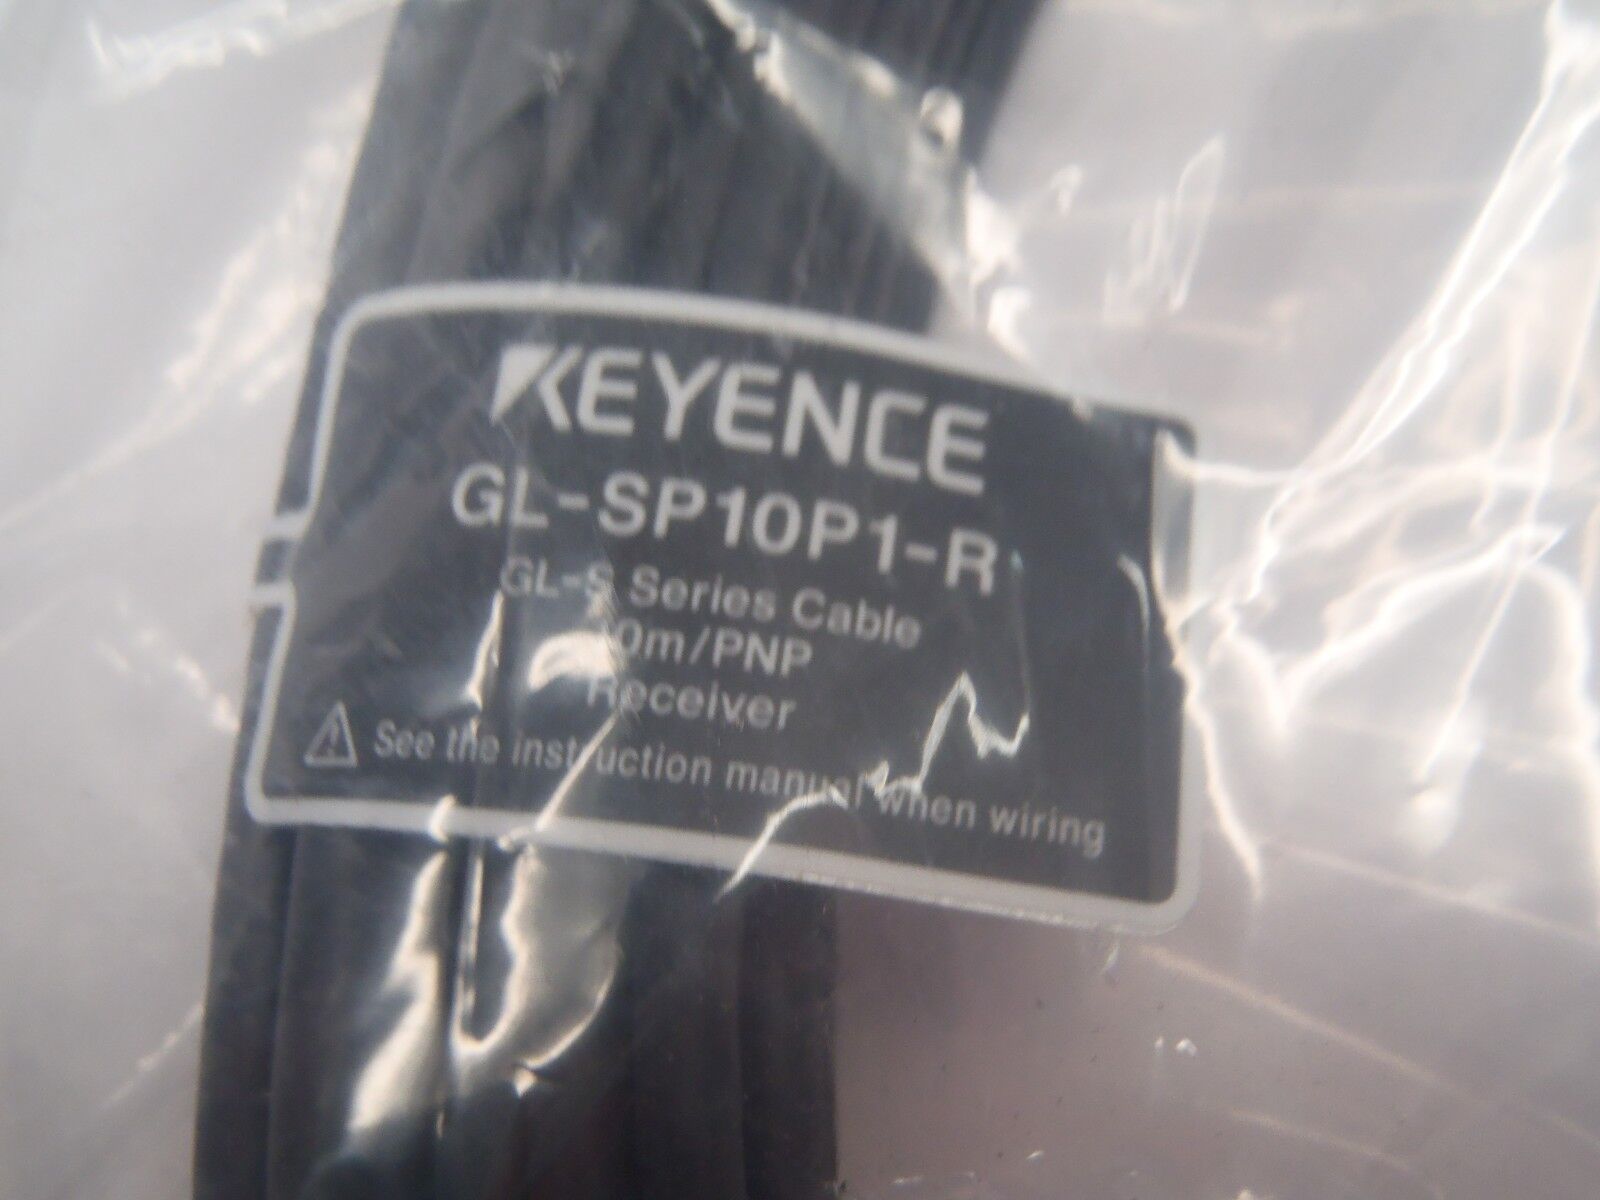 KEYENCE
GL-SP10P1-R
GL-S Series Cable
10m/PNP
Receiver
See the instruction manual when wiring